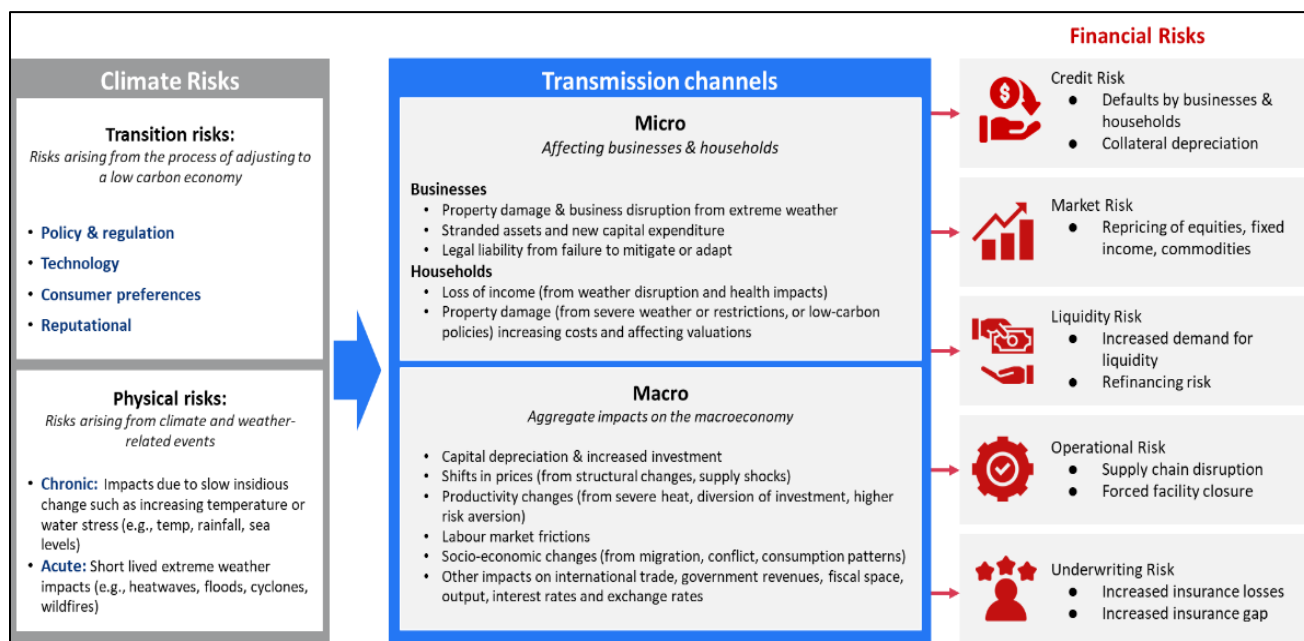 Climate Risks
Transition risks:
Risks arising from the process of adjusting to
a low carbon economy
• Policy & regulation
• Technology
• Consumer preferences
• Reputational
Physical risks:
Risks arising from climate and weather-
related events
• Chronic: Impacts due to slow insidious
change such as increasing temperature or
water stress (e.g., temp, rainfall, sea
levels)
• Acute: Short lived extreme weather
impacts (e.g., heatwaves, floods, cyclones,
wildfires)
Transmission channels
Micro
Affecting businesses & households
Businesses
• Property damage & business disruption from extreme weather
• Stranded assets and new capital expenditure
• Legal liability from failure to mitigate or adapt
Households
• Loss of income (from weather disruption and health impacts)
• Property damage (from severe weather or restrictions, or low-carbon
policies) increasing costs and affecting valuations
Macro
Aggregate impacts on the macroeconomy
• Capital depreciation & increased investment
• Shifts in prices (from structural changes, supply shocks)
• Productivity changes (from severe heat, diversion of investment, higher
risk aversion)
• Labour market frictions
• Socio-economic changes (from migration, conflict, consumption patterns)
• Other impacts on international trade, government revenues, fiscal space,
output, interest rates and exchange rates
Financial Risks
$
Credit Risk
● Defaults by businesses &
households
● Collateral depreciation
Market Risk
● Repricing of equities, fixed
income, commodities
Liquidity Risk
● Increased demand for
liquidity
● Refinancing risk
Operational Risk
● Supply chain disruption
● Forced facility closure
Underwriting Risk
● Increased insurance losses
● Increased insurance gap